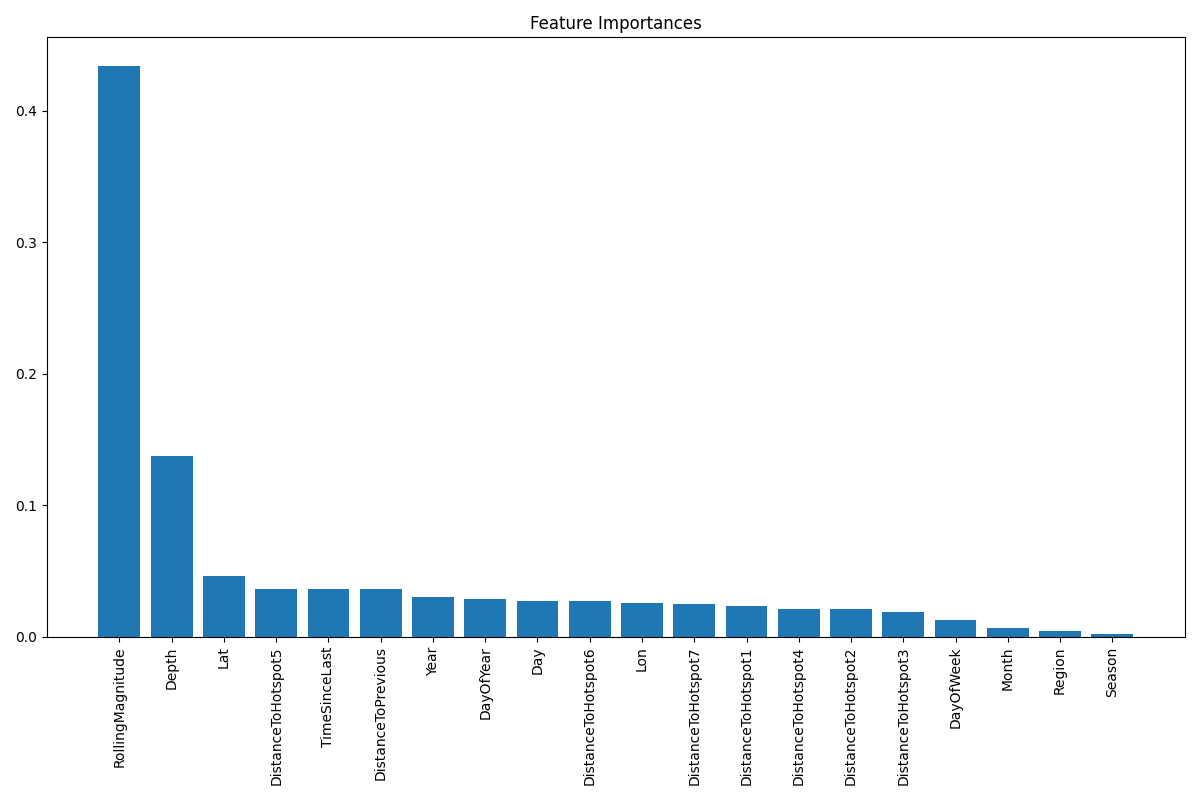 Feature Importances
0.4
0.3
0.2
0.1
0.0
RollingMagnitude
Depth
Lat
DistanceToHotspot5
TimeSinceLast
DistanceToPrevious
Year
DayOfYear
Day
DistanceToHotspot6
Lon
DistanceToHotspot7
DistanceToHotspot1
DistanceToHotspot4
DistanceToHotspot2
DistanceToHotspot3
DayOfWeek
Month
Region
Season